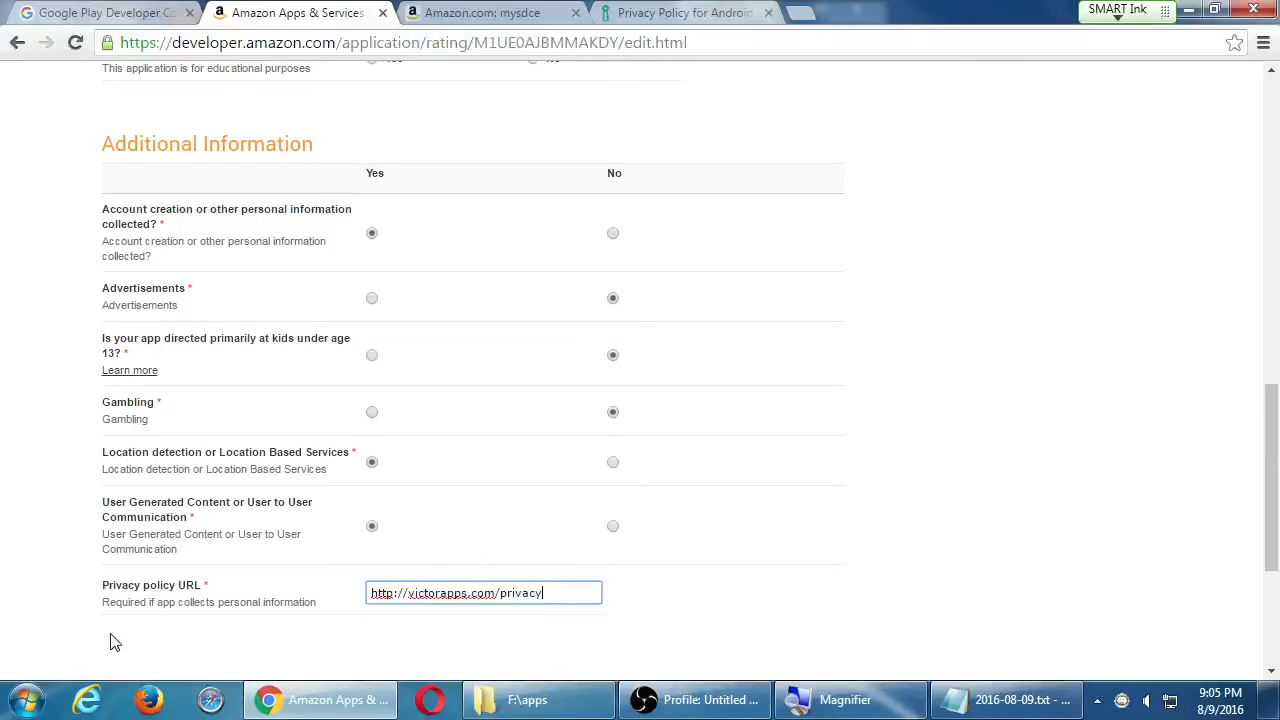 Google Play Developer Co
Amazon Apps & Services
Amazon.com: mysdce
Privacy Policy for Android
SMART Ink
https://developer.amazon.com/application/rating/M1UE0AJBMMAKDY/edit.html
This application is for educational purposes
Additional Information
Yes No
Account creation or other personal information
collected? *
Account creation or other personal information
collected?
Advertisements *
Advertisements
Is your app directed primarily at kids under age
13? *
Learn more
Gambling *
Gambling
Location detection or Location Based Services *
Location detection or Location Based Services
User Generated Content or User to User
Communication *
User Generated Content or User to User
Communication
Privacy policy URL *
http://victorapps.com/privacy
Required if app collects personal information
Amazon Apps & ...
F:\apps
Profile: Untitled ...
Magnifier
2016-08-09.txt - ...
9:05 PM
8/9/2016